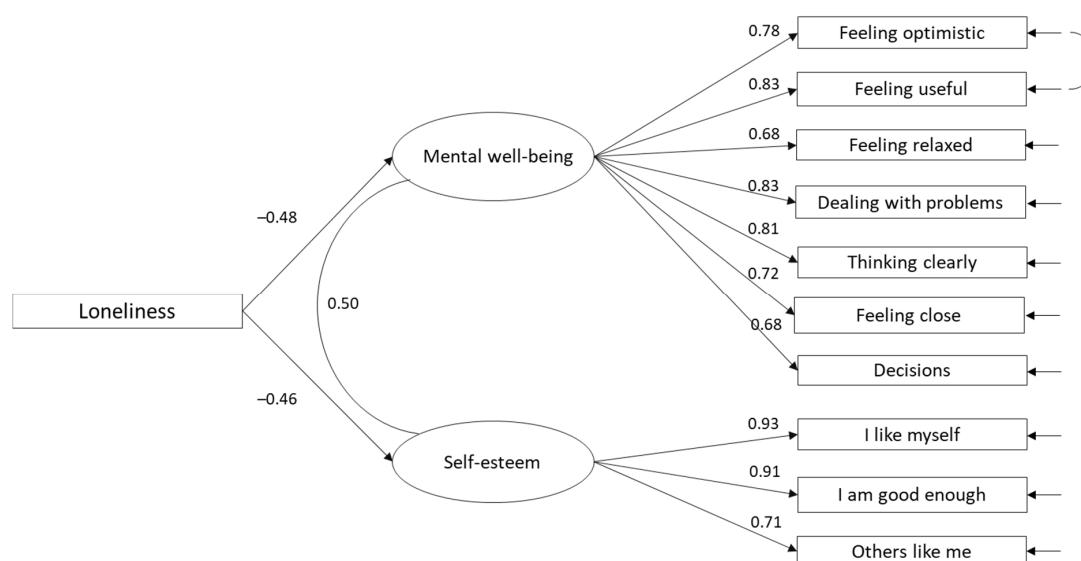 0.78
Feeling optimistic
0.83
Feeling useful
0.68
Feeling relaxed
Mental well-being
0.83
Dealing with problems
–0.48
0.81
Thinking clearly
0.72
Feeling close
0.50
Loneliness
0.68
Decisions
–0.46
0.93
I like myself
Self-esteem
0.91
I am good enough
0.71
Others like me